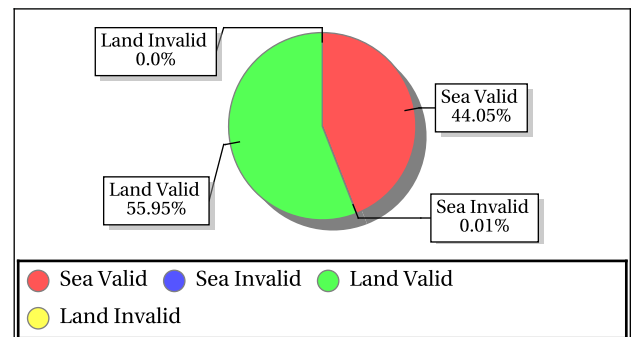 Land Invalid
0.0%
Sea Valid
44.05%
Land Valid
55.95%
Sea Invalid
0.01%
Sea Valid Sea Invalid Land Valid
Land Invalid